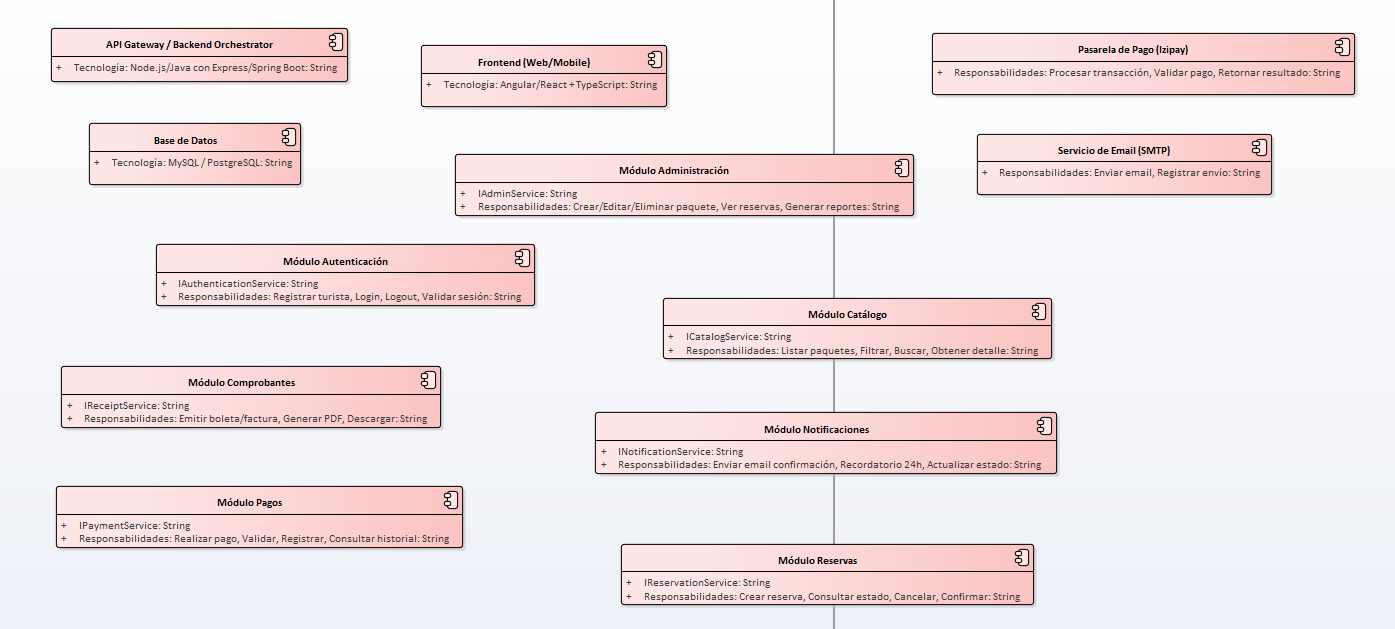 API Gateway / Backend Orchestrator
+ Tecnología: Node.js/Java con Express/Spring Boot: String
Frontend (Web/Mobile)
+ Tecnología: Angular/React + TypeScript: String
Pasarela de Pago (Izipay)
+ Responsabilidades: Procesar transacción, Validar pago, Retornar resultado: String
Base de Datos
+ Tecnología: MySQL / PostgreSQL: String
Servicio de Email (SMTP)
+ Responsabilidades: Enviar email, Registrar envío: String
Módulo Administración
+ IAdminService: String
+ Responsabilidades: Crear/Editar/Eliminar paquete, Ver reservas, Generar reportes: String
Módulo Autenticación
+ IAuthenticationService: String
+ Responsabilidades: Registrar turista, Login, Logout, Validar sesión: String
Módulo Catálogo
+ ICatalogService: String
+ Responsabilidades: Listar paquetes, Filtrar, Buscar, Obtener detalle: String
Módulo Comprobantes
+ IReceiptService: String
+ Responsabilidades: Emitir boleta/factura, Generar PDF, Descargar: String
Módulo Notificaciones
+ INotificationService: String
+ Responsabilidades: Enviar email confirmación, Recordatorio 24h, Actualizar estado: String
Módulo Pagos
+ IPaymentService: String
+ Responsabilidades: Realizar pago, Validar, Registrar, Consultar historial: String
Módulo Reservas
+ IReservationService: String
+ Responsabilidades: Crear reserva, Consultar estado, Cancelar, Confirmar: String